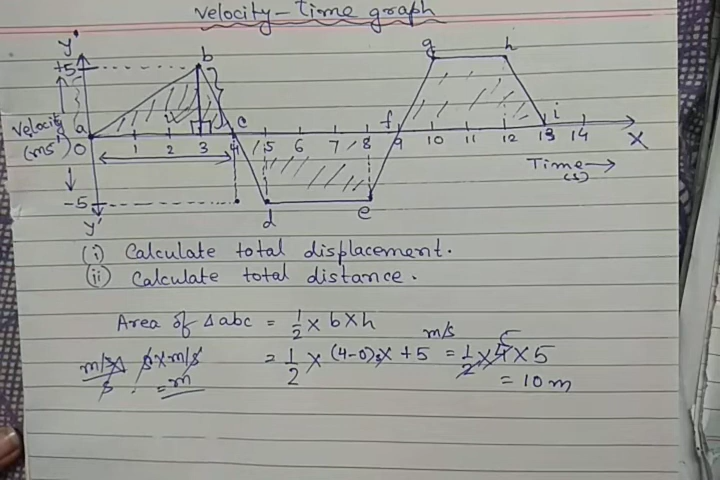 Velocity - Time graph
y
g h
+5 b
Velocity a c f i
(ms⁻¹) 0 1 2 3 4 5 6 7 8 9 10 11 12 13 14 X
Time →
(s)
-5
y' d e
(i) Calculate total displacement.
(ii) Calculate total distance.
Area of Δabc = 1/2 × b × h
= 1/2 × (4-0)s × +5 m/s = 1/2 × 4 × 5
s × m/s = m
= 10 m